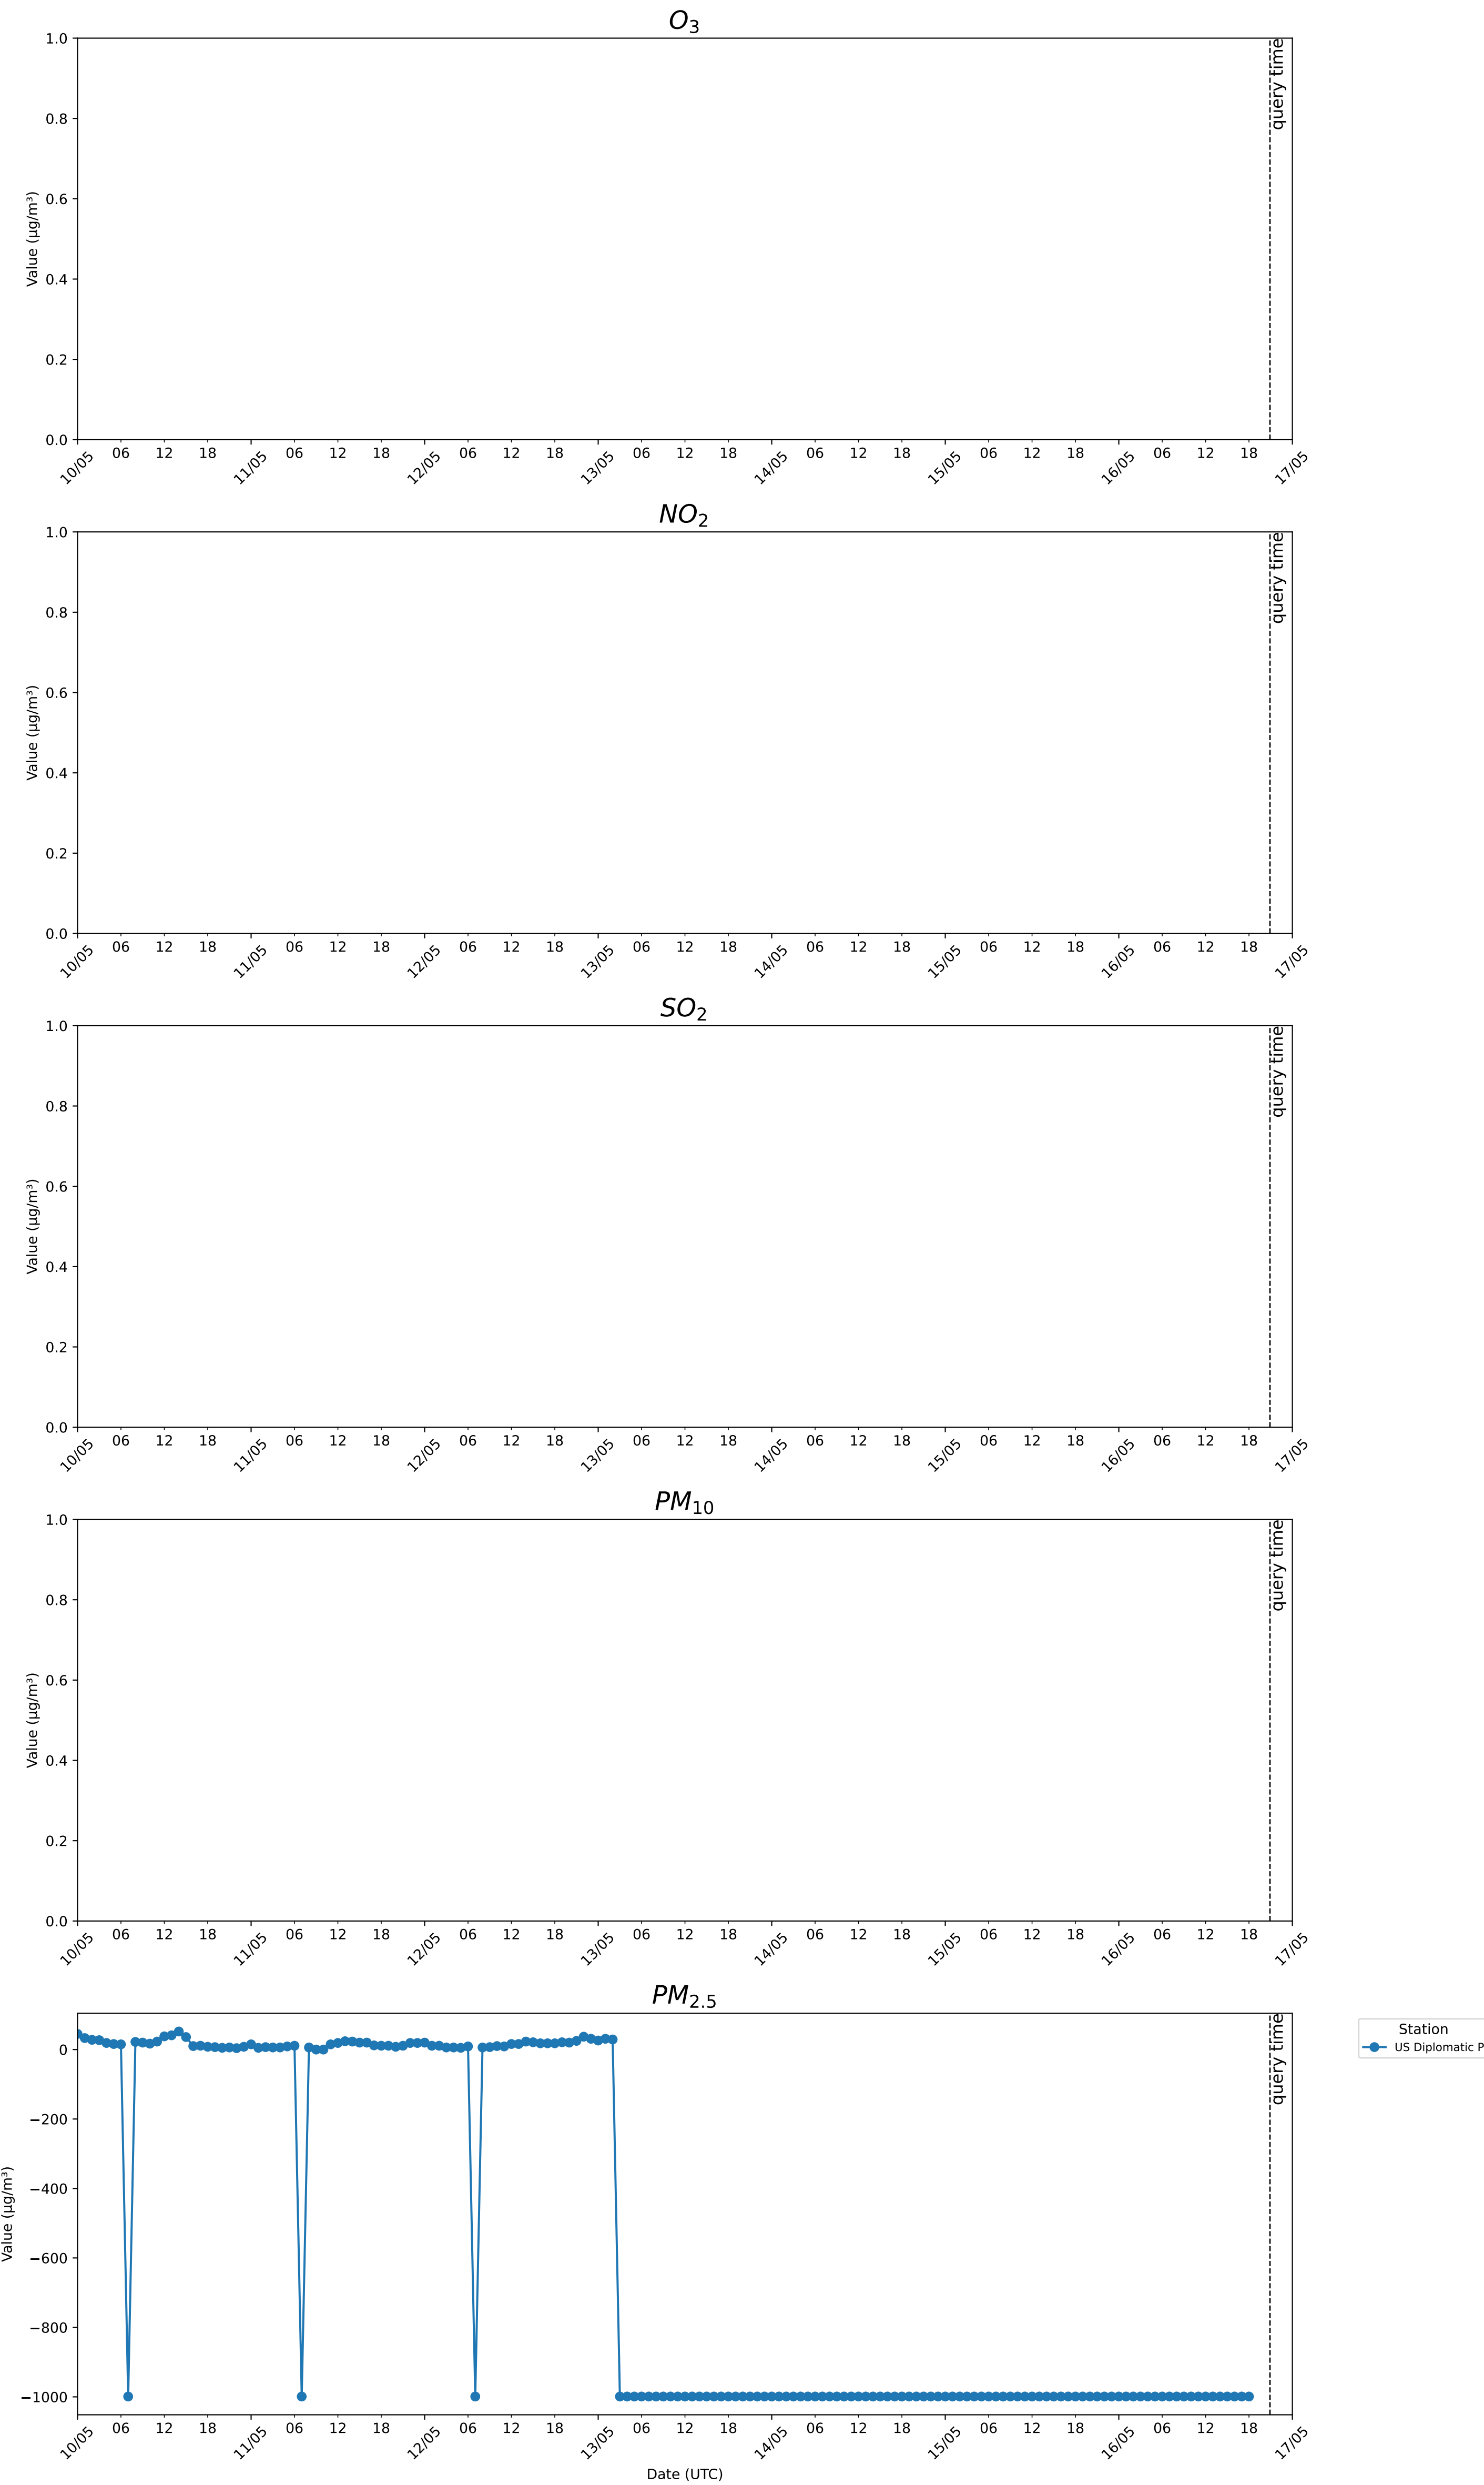 O3
1.0
0.8
0.6
0.4
0.2
0.0
Value (µg/m³)
query time
10/05 06 12 18 11/05 06 12 18 12/05 06 12 18 13/05 06 12 18 14/05 06 12 18 15/05 06 12 18 16/05 06 12 18 17/05
NO2
1.0
0.8
0.6
0.4
0.2
0.0
Value (µg/m³)
query time
10/05 06 12 18 11/05 06 12 18 12/05 06 12 18 13/05 06 12 18 14/05 06 12 18 15/05 06 12 18 16/05 06 12 18 17/05
SO2
1.0
0.8
0.6
0.4
0.2
0.0
Value (µg/m³)
query time
10/05 06 12 18 11/05 06 12 18 12/05 06 12 18 13/05 06 12 18 14/05 06 12 18 15/05 06 12 18 16/05 06 12 18 17/05
PM10
1.0
0.8
0.6
0.4
0.2
0.0
Value (µg/m³)
query time
10/05 06 12 18 11/05 06 12 18 12/05 06 12 18 13/05 06 12 18 14/05 06 12 18 15/05 06 12 18 16/05 06 12 18 17/05
PM2.5
0
−200
−400
−600
−800
−1000
Value (µg/m³)
query time
Station
US Diplomatic P
10/05 06 12 18 11/05 06 12 18 12/05 06 12 18 13/05 06 12 18 14/05 06 12 18 15/05 06 12 18 16/05 06 12 18 17/05
Date (UTC)